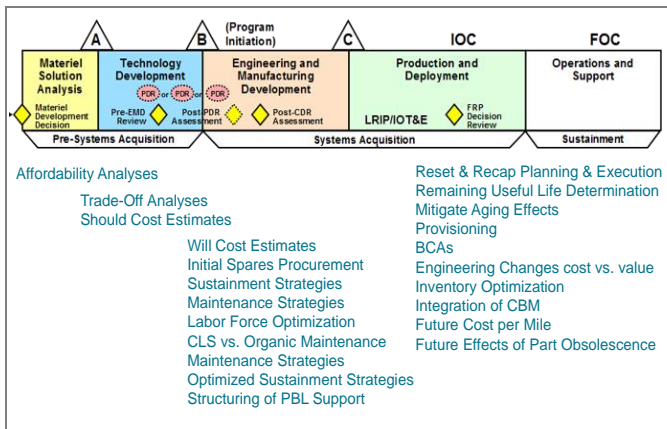 A
B
(Program
Initiation)
C
IOC
FOC
Materiel
Solution
Analysis
Technology
Development
Engineering and
Manufacturing
Development
Production and
Deployment
Operations and
Support
PDR or PDR or PDR
Materiel
Development
Decision
Pre-EMD
Review
Post-PDR
Assessment
Post-CDR
Assessment
LRIP/IOT&E
FRP
Decision
Review
Pre-Systems Acquisition
Systems Acquisition
Sustainment
Affordability Analyses
Trade-Off Analyses
Should Cost Estimates
Will Cost Estimates
Initial Spares Procurement
Sustainment Strategies
Maintenance Strategies
Labor Force Optimization
CLS vs. Organic Maintenance
Maintenance Strategies
Optimized Sustainment Strategies
Structuring of PBL Support
Reset & Recap Planning & Execution
Remaining Useful Life Determination
Mitigate Aging Effects
Provisioning
BCAs
Engineering Changes cost vs. value
Inventory Optimization
Integration of CBM
Future Cost per Mile
Future Effects of Part Obsolescence